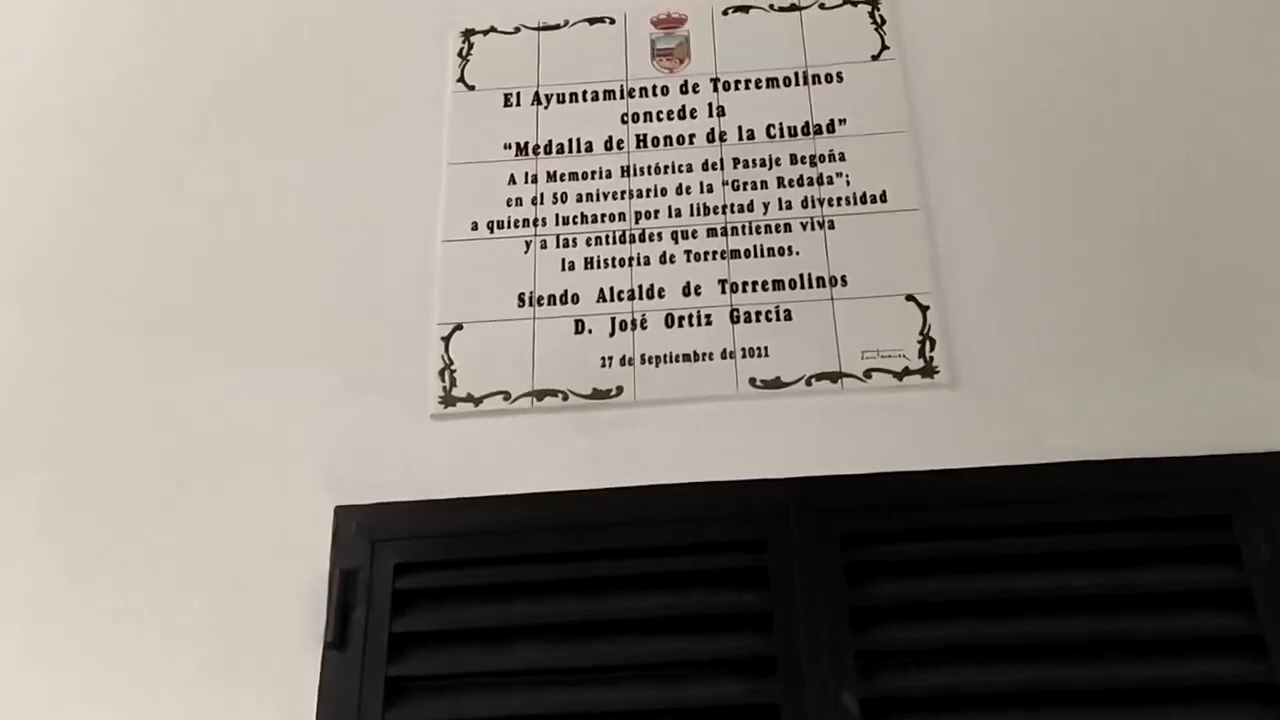 El Ayuntamiento de Torremolinos
concede la
“Medalla de Honor de la Ciudad”
A la Memoria Histórica del Pasaje Begoña
en el 50 aniversario de la “Gran Redada”;
a quienes lucharon por la libertad y la diversidad
y a las entidades que mantienen viva
la Historia de Torremolinos.
Siendo Alcalde de Torremolinos
D. José Ortiz García
27 de Septiembre de 2021